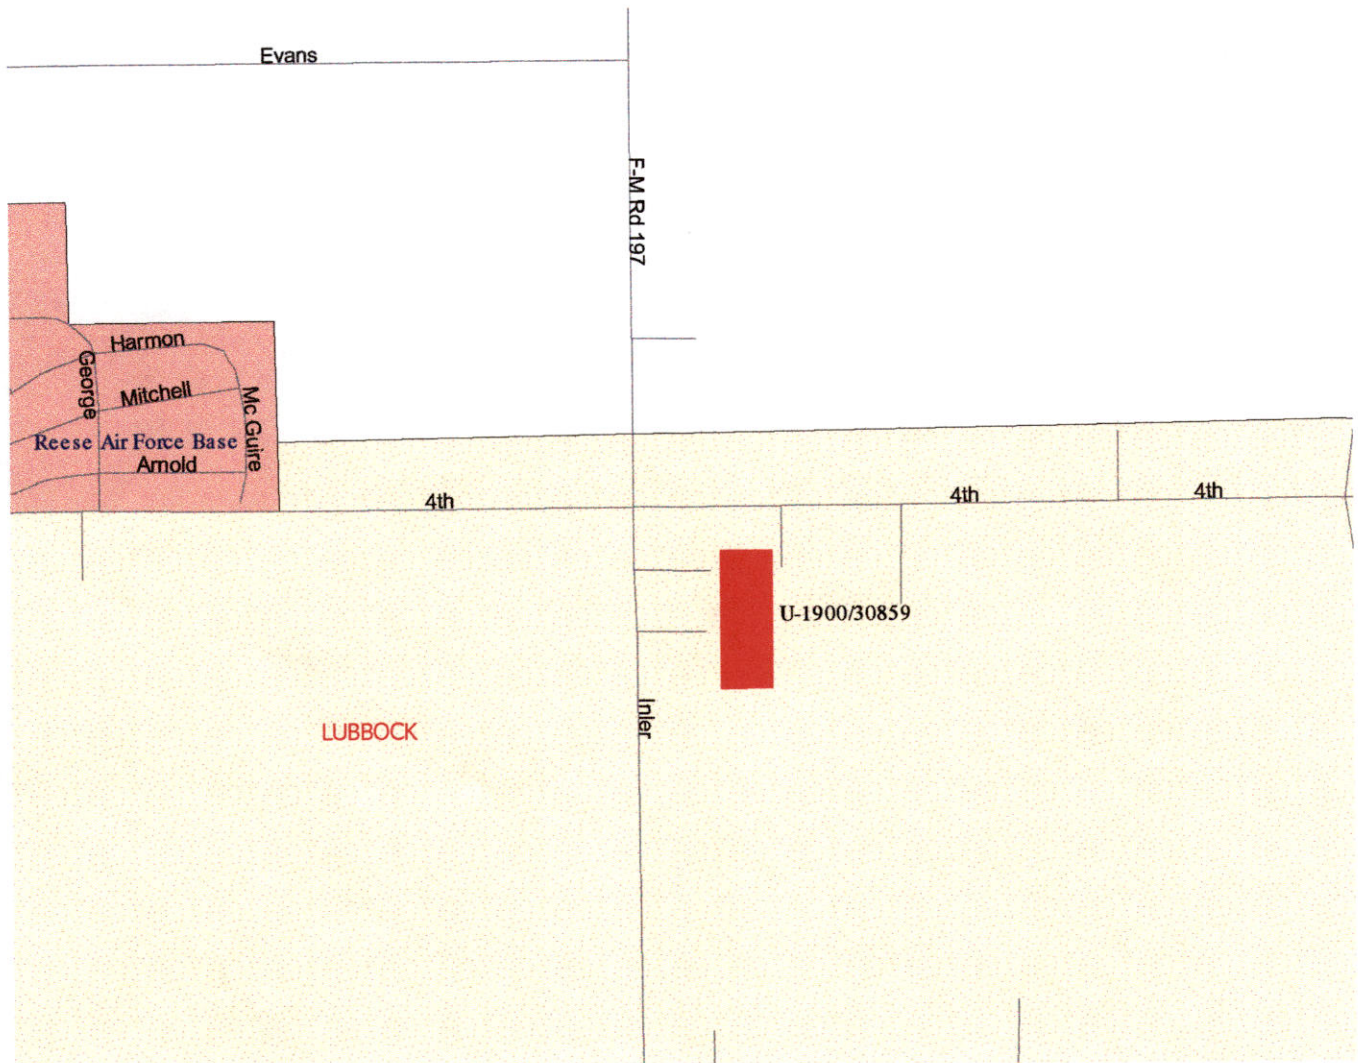 Evans
F-M Rd 197
Harmon
George
Mitchell
Mc Guire
Reese Air Force Base
Arnold
4th
4th
4th
U-1900/30859
Inler
LUBBOCK